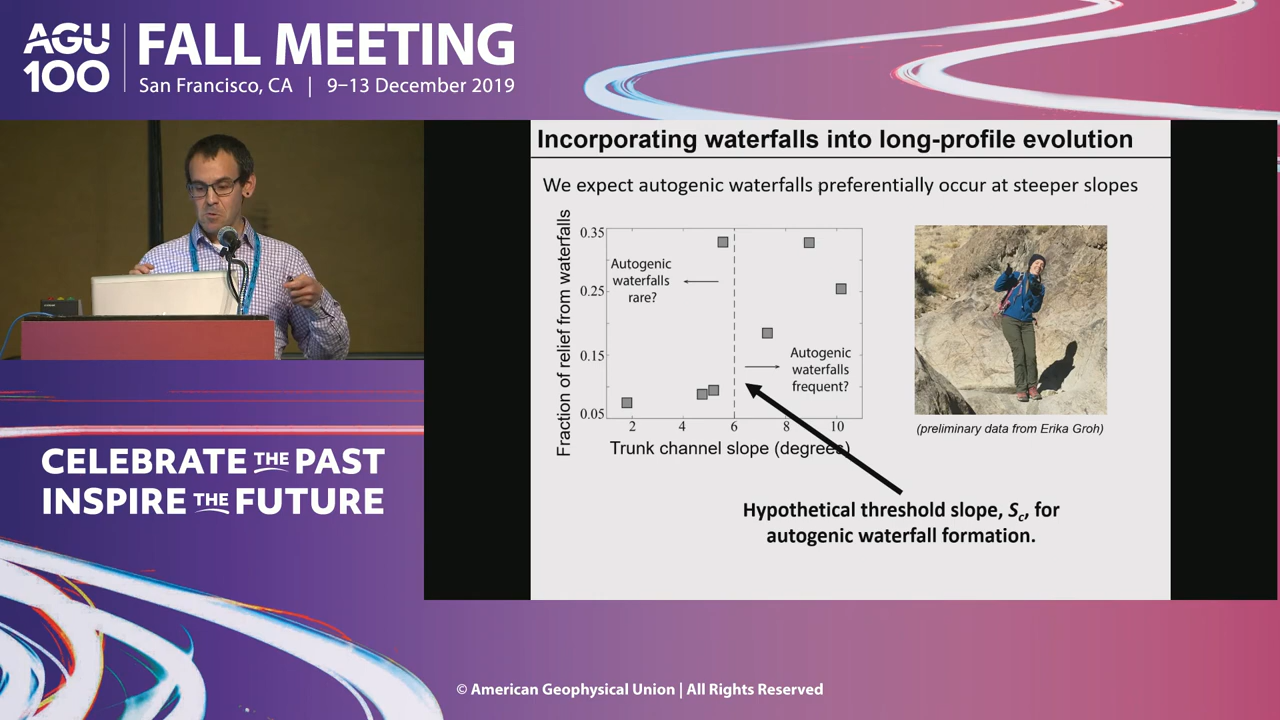 AGU
100
FALL MEETING
San Francisco, CA | 9–13 December 2019
Incorporating waterfalls into long-profile evolution
We expect autogenic waterfalls preferentially occur at steeper slopes
Fraction of relief from waterfalls
0.35
0.25
0.15
0.05
Autogenic
waterfalls
rare?
Autogenic
waterfalls
frequent?
2 4 6 8 10
Trunk channel slope (degrees)
(preliminary data from Erika Groh)
Hypothetical threshold slope, Sc, for
autogenic waterfall formation.
CELEBRATE THE PAST
INSPIRE THE FUTURE
© American Geophysical Union | All Rights Reserved